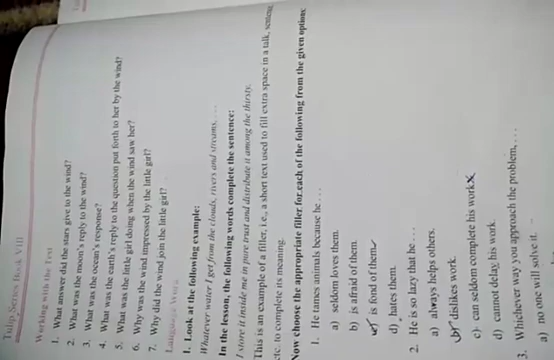 Tulip Series Book VIII
Working with the Text
1. What answer did the stars give to the wind?
2. What was the moon's reply to the wind?
3. What was the ocean's response?
4. What was the earth's reply to the question put forth to her by the wind?
5. What was the little girl doing when the wind saw her?
6. Why was the wind impressed by the little girl?
7. Why did the wind join the little girl?
Language Work
1. Look at the following example:
Whatever water I get from the clouds, rivers and streams, ...
In the lesson, the following words complete the sentence:
I store it inside me in pure trust and distribute it among the thirsty.
This is an example of a filler, i.e., a short text used to fill extra space in a talk, sentence
etc. to complete its meaning.
Now choose the appropriate filler for each of the following from the given options:
1. He tames animals because he ...
a) seldom loves them.
b) is afraid of them.
c) is fond of them
d) hates them.
2. He is so lazy that he ...
a) always helps others.
b) dislikes work.
c) can seldom complete his work.
d) cannot delay his work.
3. Whichever way you approach the problem, ...
a) no one will solve it.